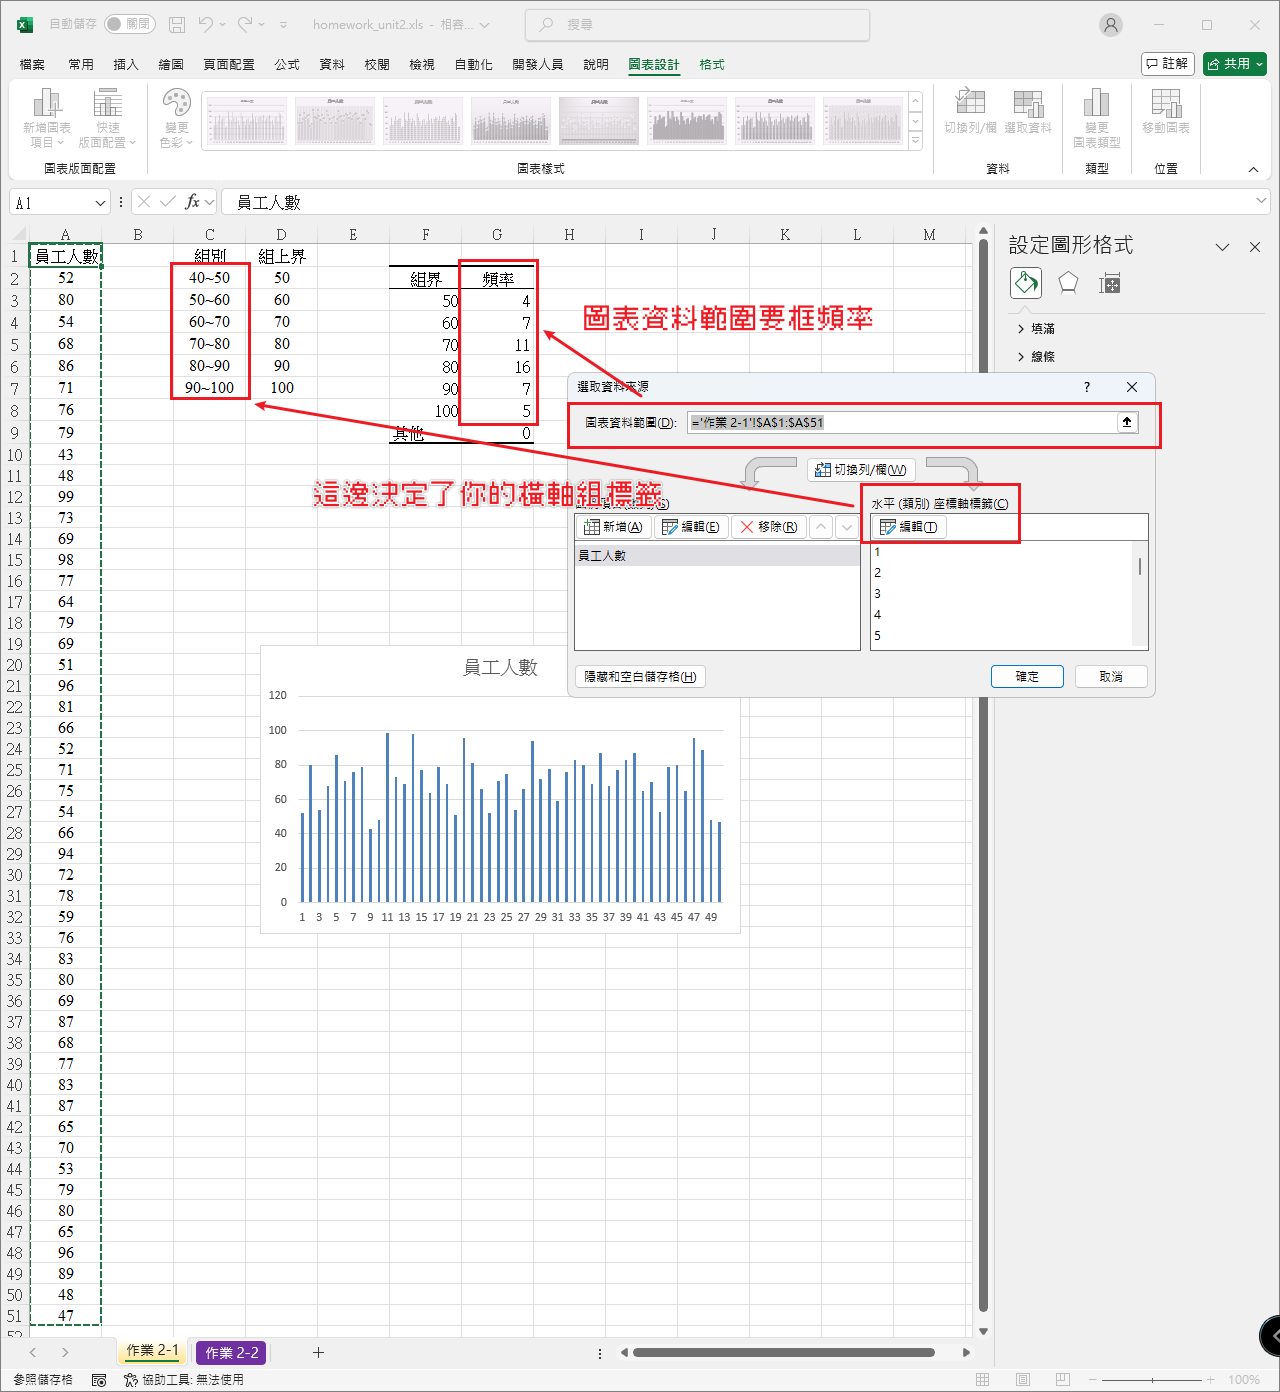 自動儲存 關閉 homework_unit2.xls - 相容... 搜尋
檔案 常用 插入 繪圖 頁面配置 公式 資料 校閱 檢視 自動化 開發人員 說明 圖表設計 格式 註解 共用
新增圖表 項目 快速 版面配置 變更 色彩 切換列/欄 選取資料 變更 圖表類型 移動圖表
圖表版面配置 圖表樣式 資料 類型 位置
A1 fx 員工人數
A B C D E F G H I J K L M
1 員工人數 組別 組上界
2 52 40~50 50 組界 頻率
3 80 50~60 60 50 4
4 54 60~70 70 60 7
5 68 70~80 80 70 11
6 86 80~90 90 80 16
7 71 90~100 100 90 7
8 76 100 5
9 79 其他 0
10 43
11 48
12 99
13 73
14 69
15 98
16 77
17 64
18 79
19 69
20 51
21 96
22 81
23 66
24 52
25 71
26 75
27 54
28 66
29 94
30 72
31 78
32 59
33 76
34 83
35 80
36 69
37 87
38 68
39 77
40 83
41 87
42 65
43 70
44 53
45 79
46 80
47 65
48 96
49 89
50 48
51 47
52
圖表資料範圍要框頻率
這邊決定了你的橫軸組標籤
設定圖形格式
填滿
線條
選取資料來源 ?
圖表資料範圍(D): ='作業 2-1'!$A$1:$A$51
切換列/欄(W)
水平 (類別) 座標軸標籤(C)
新增(A) 編輯(E) 移除(R) 編輯(T)
員工人數
1
2
3
4
5
隱藏和空白儲存格(H) 確定 取消
員工人數
120
100
80
60
40
20
0
1 3 5 7 9 11 13 15 17 19 21 23 25 27 29 31 33 35 37 39 41 43 45 47 49
作業 2-1 作業 2-2
參照儲存格 協助工具: 無法使用 100%